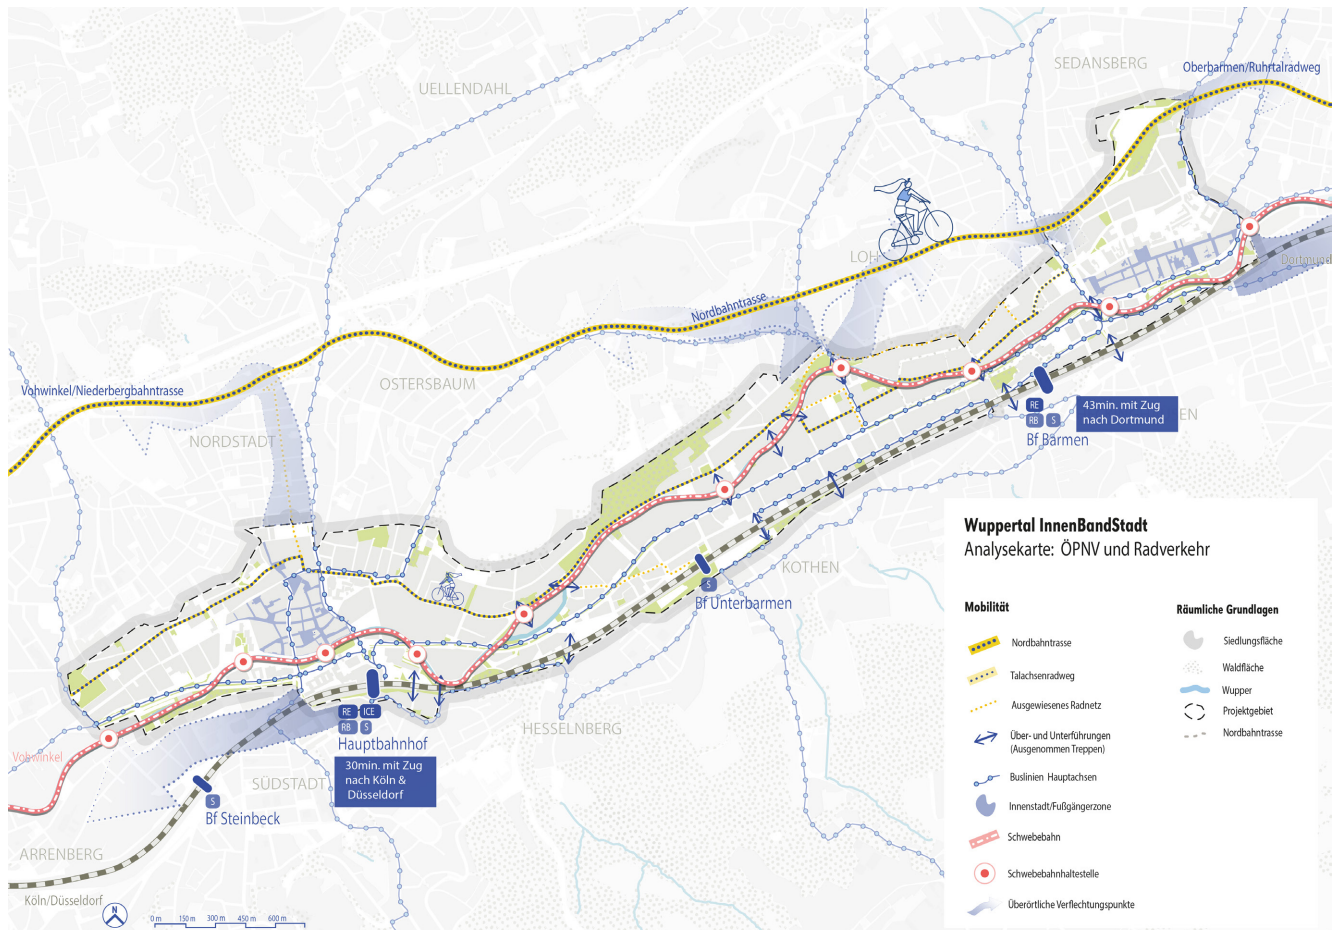 SEDANSBERG
Oberbarmen/Ruhrtalradweg
UELLENDAHL
LOH
Dortmund
Nordbahntrasse
OSTERSBAUM
Vohwinkel/Niederbergbahntrasse
NORDSTADT
RE
RB S
Bf Barmen
43min. mit Zug
nach Dortmund
EN
KOTHEN
S
Bf Unterbarmen
HESSELNBERG
RE ICE
RB S
Hauptbahnhof
30min. mit Zug
nach Köln &
Düsseldorf
Vohwinkel
SÜDSTADT
S
Bf Steinbeck
ARRENBERG
Köln/Düsseldorf
N
0 m 150 m 300 m 450 m 600 m
Wuppertal InnenBandStadt
Analysekarte: ÖPNV und Radverkehr
Mobilität
Nordbahntrasse
Talachsenradweg
Ausgewiesenes Radnetz
Über- und Unterführungen
(Ausgenommen Treppen)
Buslinien Hauptachsen
Innenstadt/Fußgängerzone
Schwebebahn
Schwebebahnhaltestelle
Überörtliche Verflechtungspunkte
Räumliche Grundlagen
Siedlungsfläche
Waldfläche
Wupper
Projektgebiet
Nordbahntrasse